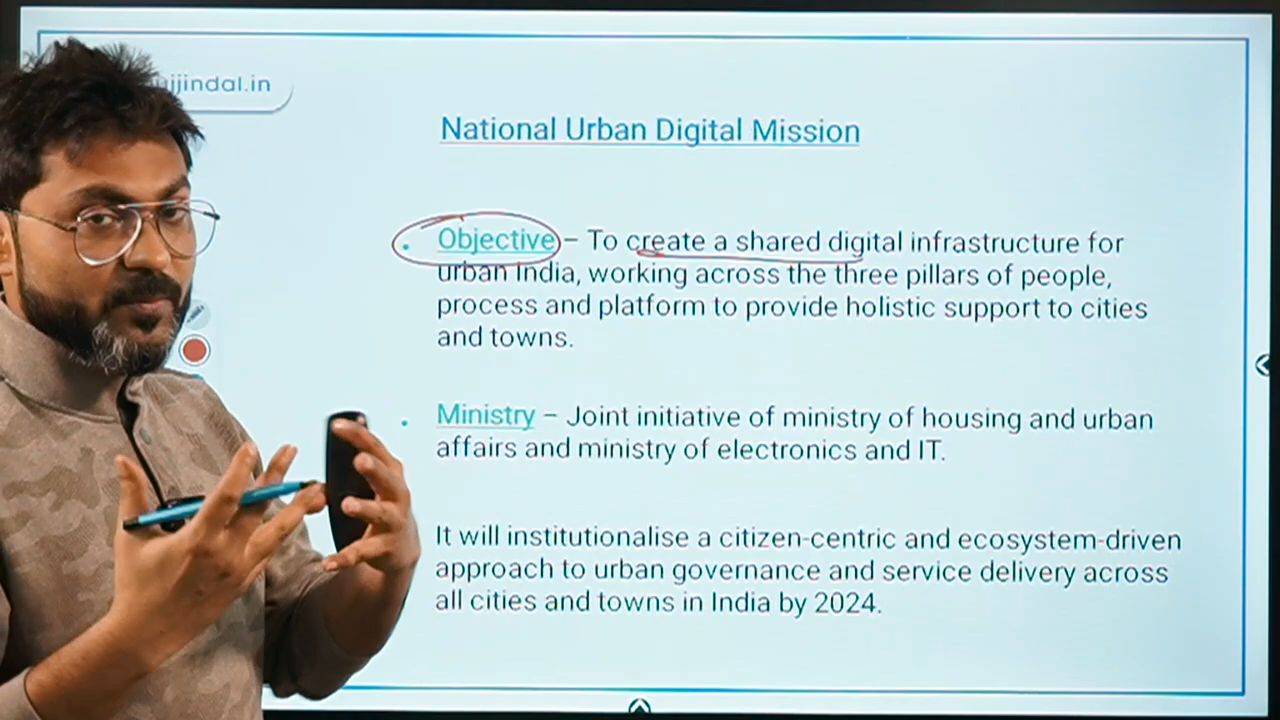 jindal.in
National Urban Digital Mission
Objective – To create a shared digital infrastructure for
urban India, working across the three pillars of people,
process and platform to provide holistic support to cities
and towns.
Ministry – Joint initiative of ministry of housing and urban
affairs and ministry of electronics and IT.
It will institutionalise a citizen-centric and ecosystem-driven
approach to urban governance and service delivery across
all cities and towns in India by 2024.